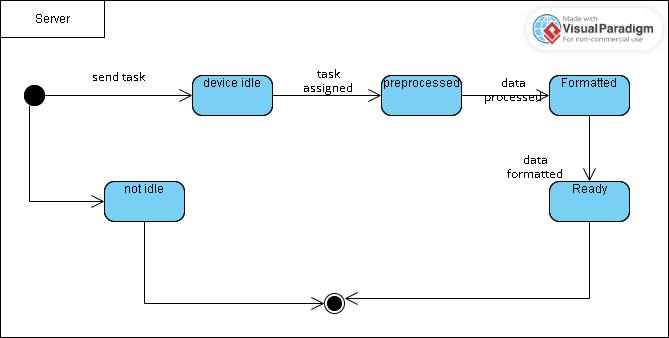 Server
Made with
Visual Paradigm
For non-commercial use
send task
device idle
task
assigned
preprocessed
data
processed
Formatted
data
formatted
not idle
Ready